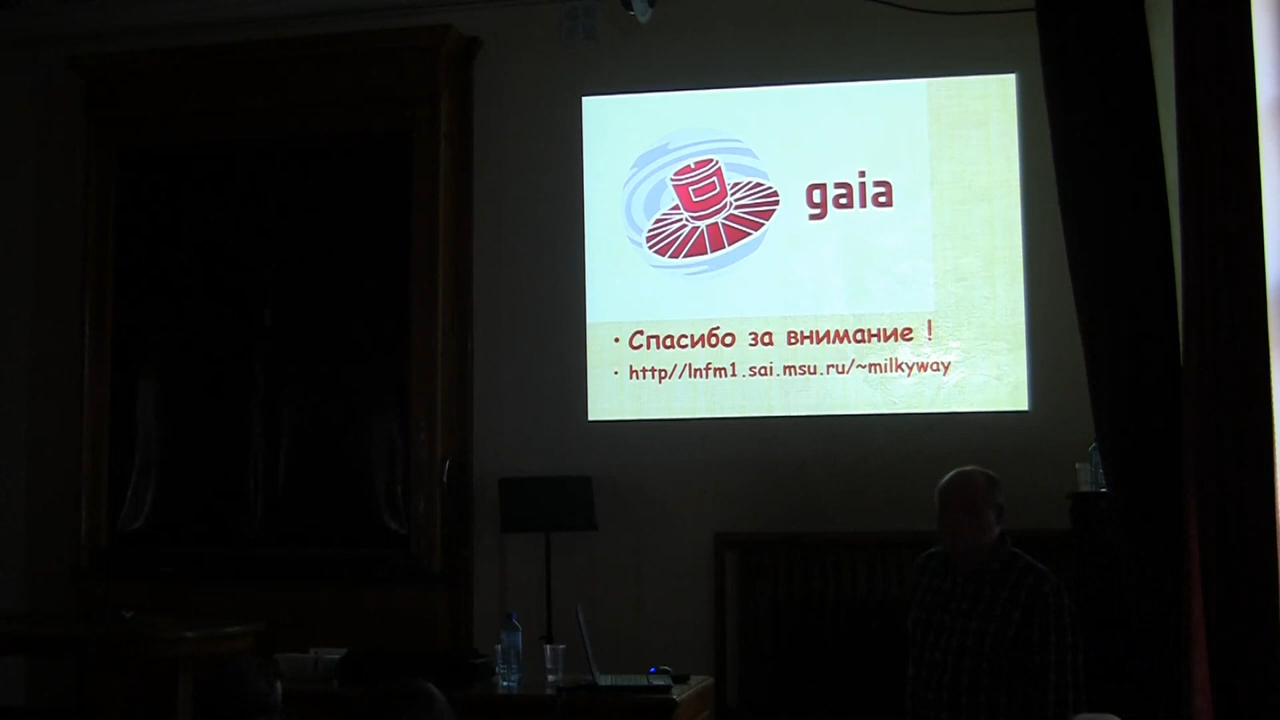 gaia
• Спасибо за внимание !
• http//lnfm1.sai.msu.ru/~milkyway